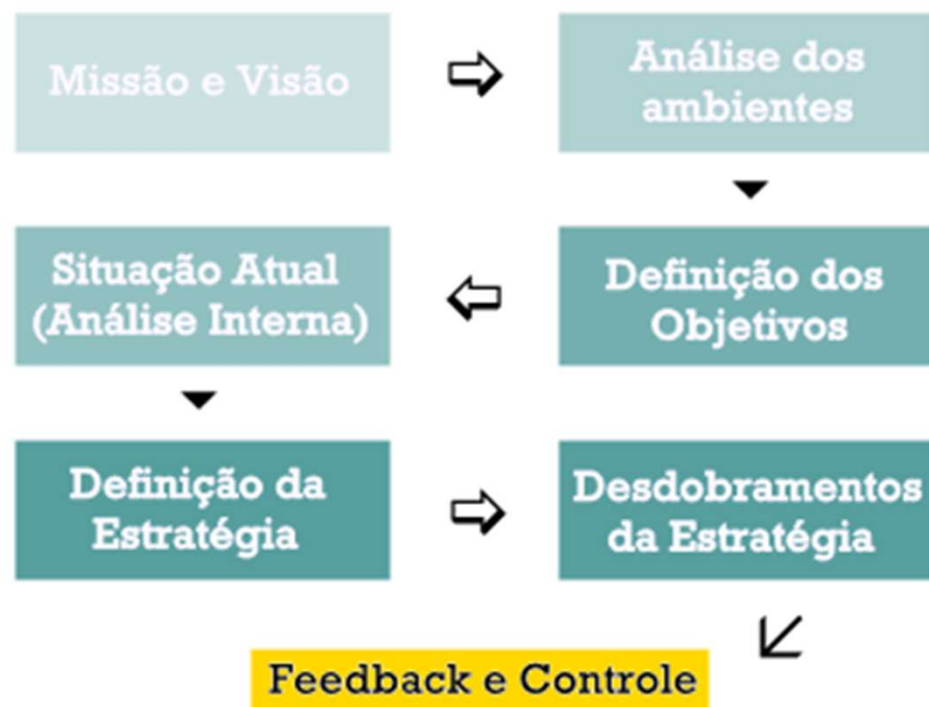 Missão e Visão
Análise dos
ambientes
Situação Atual
(Análise Interna)
Definição dos
Objetivos
Definição da
Estratégia
Desdobramentos
da Estratégia
Feedback e Controle